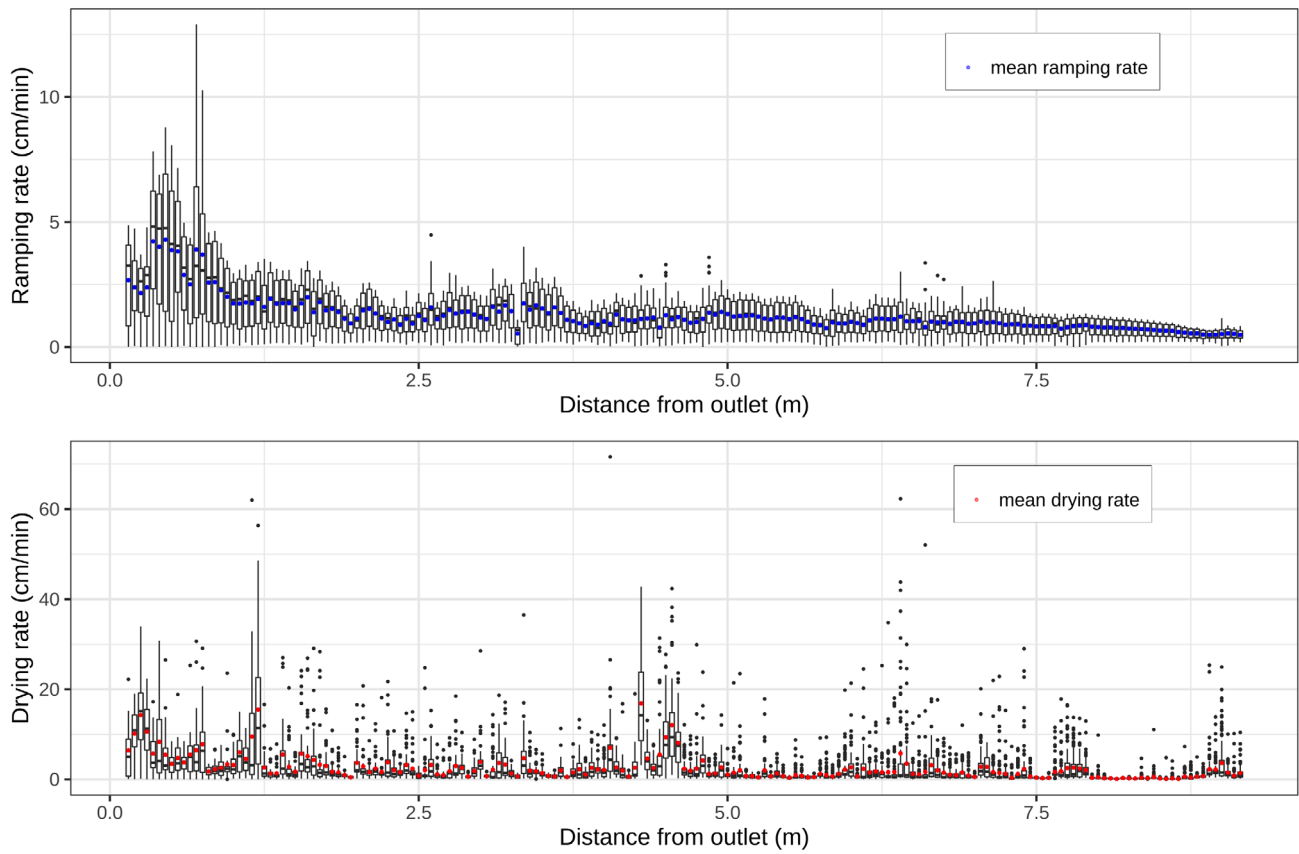 Ramping rate (cm/min)
10
5
0
mean ramping rate
0.0 2.5 5.0 7.5
Distance from outlet (m)
Drying rate (cm/min)
60
40
20
0
mean drying rate
0.0 2.5 5.0 7.5
Distance from outlet (m)